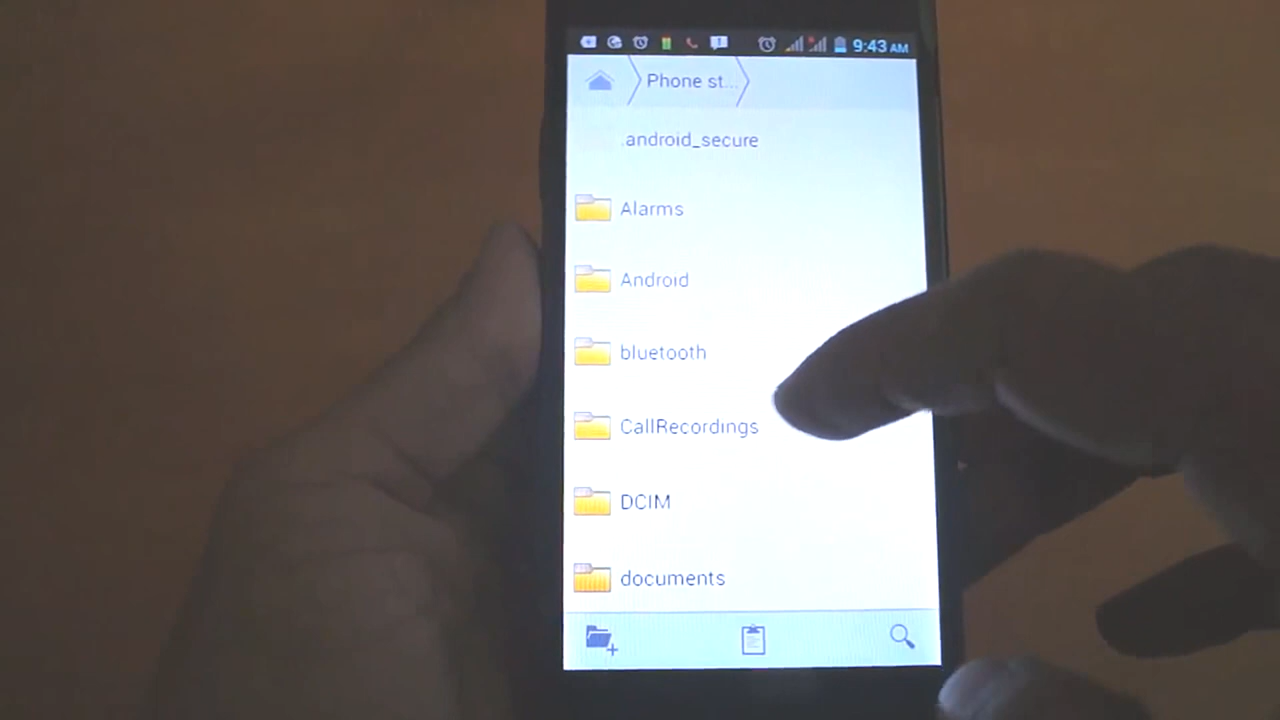 9:43 AM
Phone st...
.android_secure
Alarms
Android
bluetooth
CallRecordings
DCIM
documents